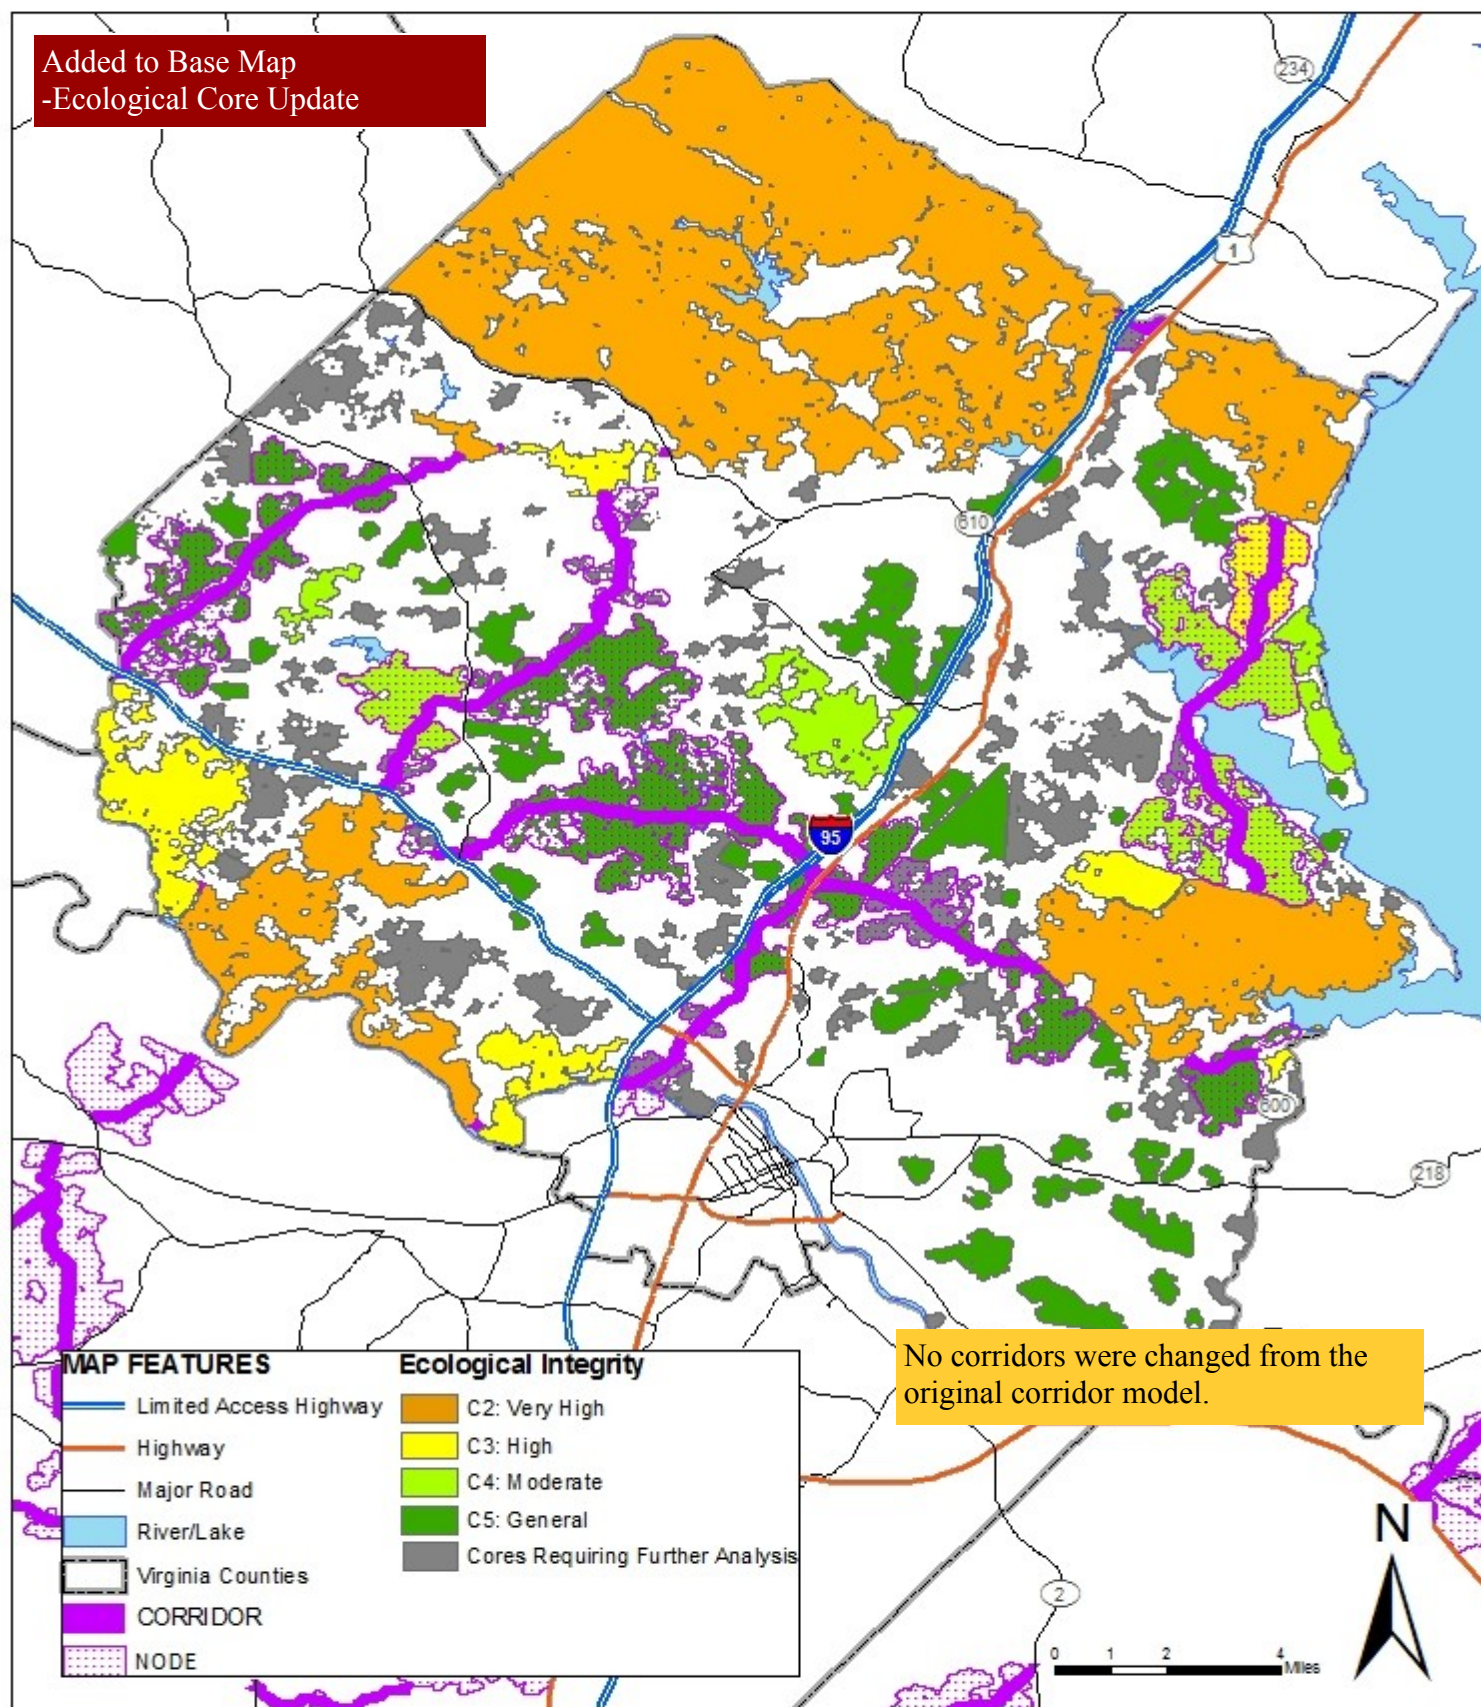 Added to Base Map
-Ecological Core Update
234
1
610
95
600
218
No corridors were changed from the
original corridor model.
MAP FEATURES
Limited Access Highway
Highway
Major Road
River/Lake
Virginia Counties
CORRIDOR
NODE
Ecological Integrity
C2: Very High
C3: High
C4: Moderate
C5: General
Cores Requiring Further Analysis
2
N
0 1 2 4
Miles